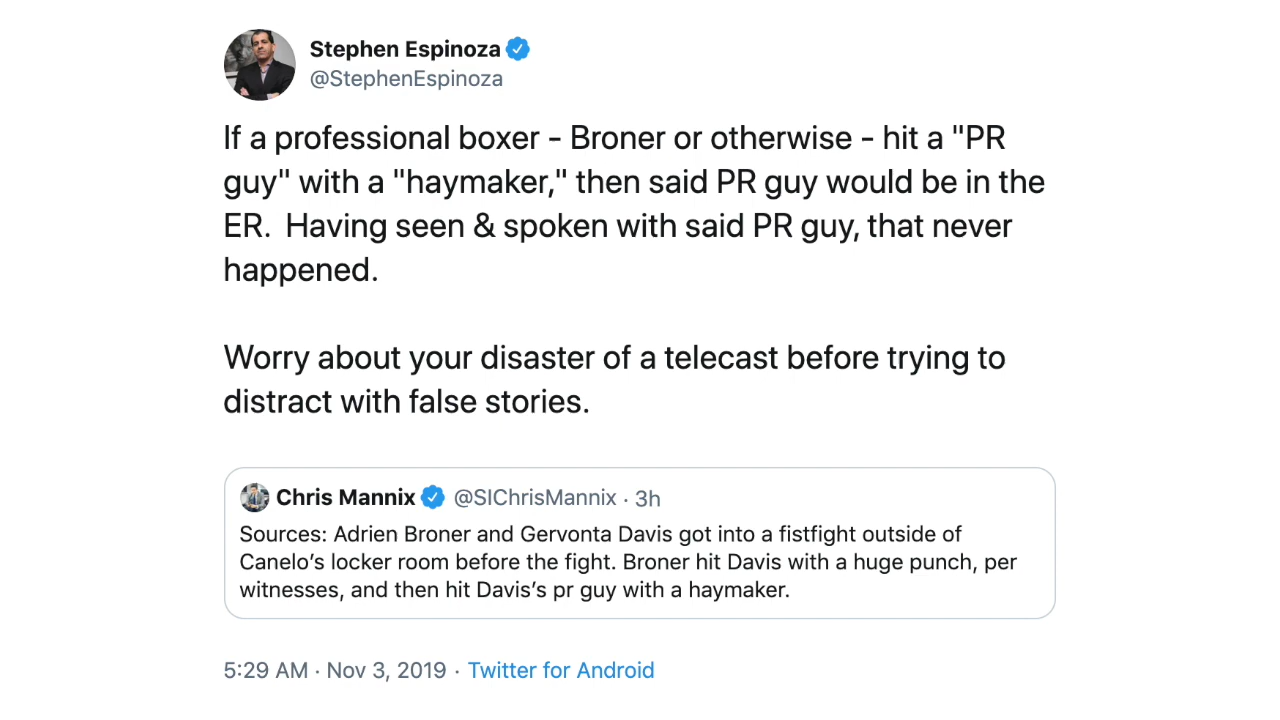 Stephen Espinoza
@StephenEspinoza
If a professional boxer - Broner or otherwise - hit a "PR
guy" with a "haymaker," then said PR guy would be in the
ER.  Having seen & spoken with said PR guy, that never
happened.
Worry about your disaster of a telecast before trying to
distract with false stories.
Chris Mannix @SIChrisMannix · 3h
Sources: Adrien Broner and Gervonta Davis got into a fistfight outside of
Canelo’s locker room before the fight. Broner hit Davis with a huge punch, per
witnesses, and then hit Davis’s pr guy with a haymaker.
5:29 AM · Nov 3, 2019 · Twitter for Android